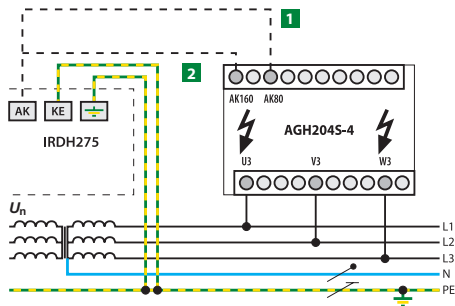 1
2
AK160 AK80
AK KE
IRDH275
AGH204S-4
U3 V3 W3
Un
L1
L2
L3
N
PE